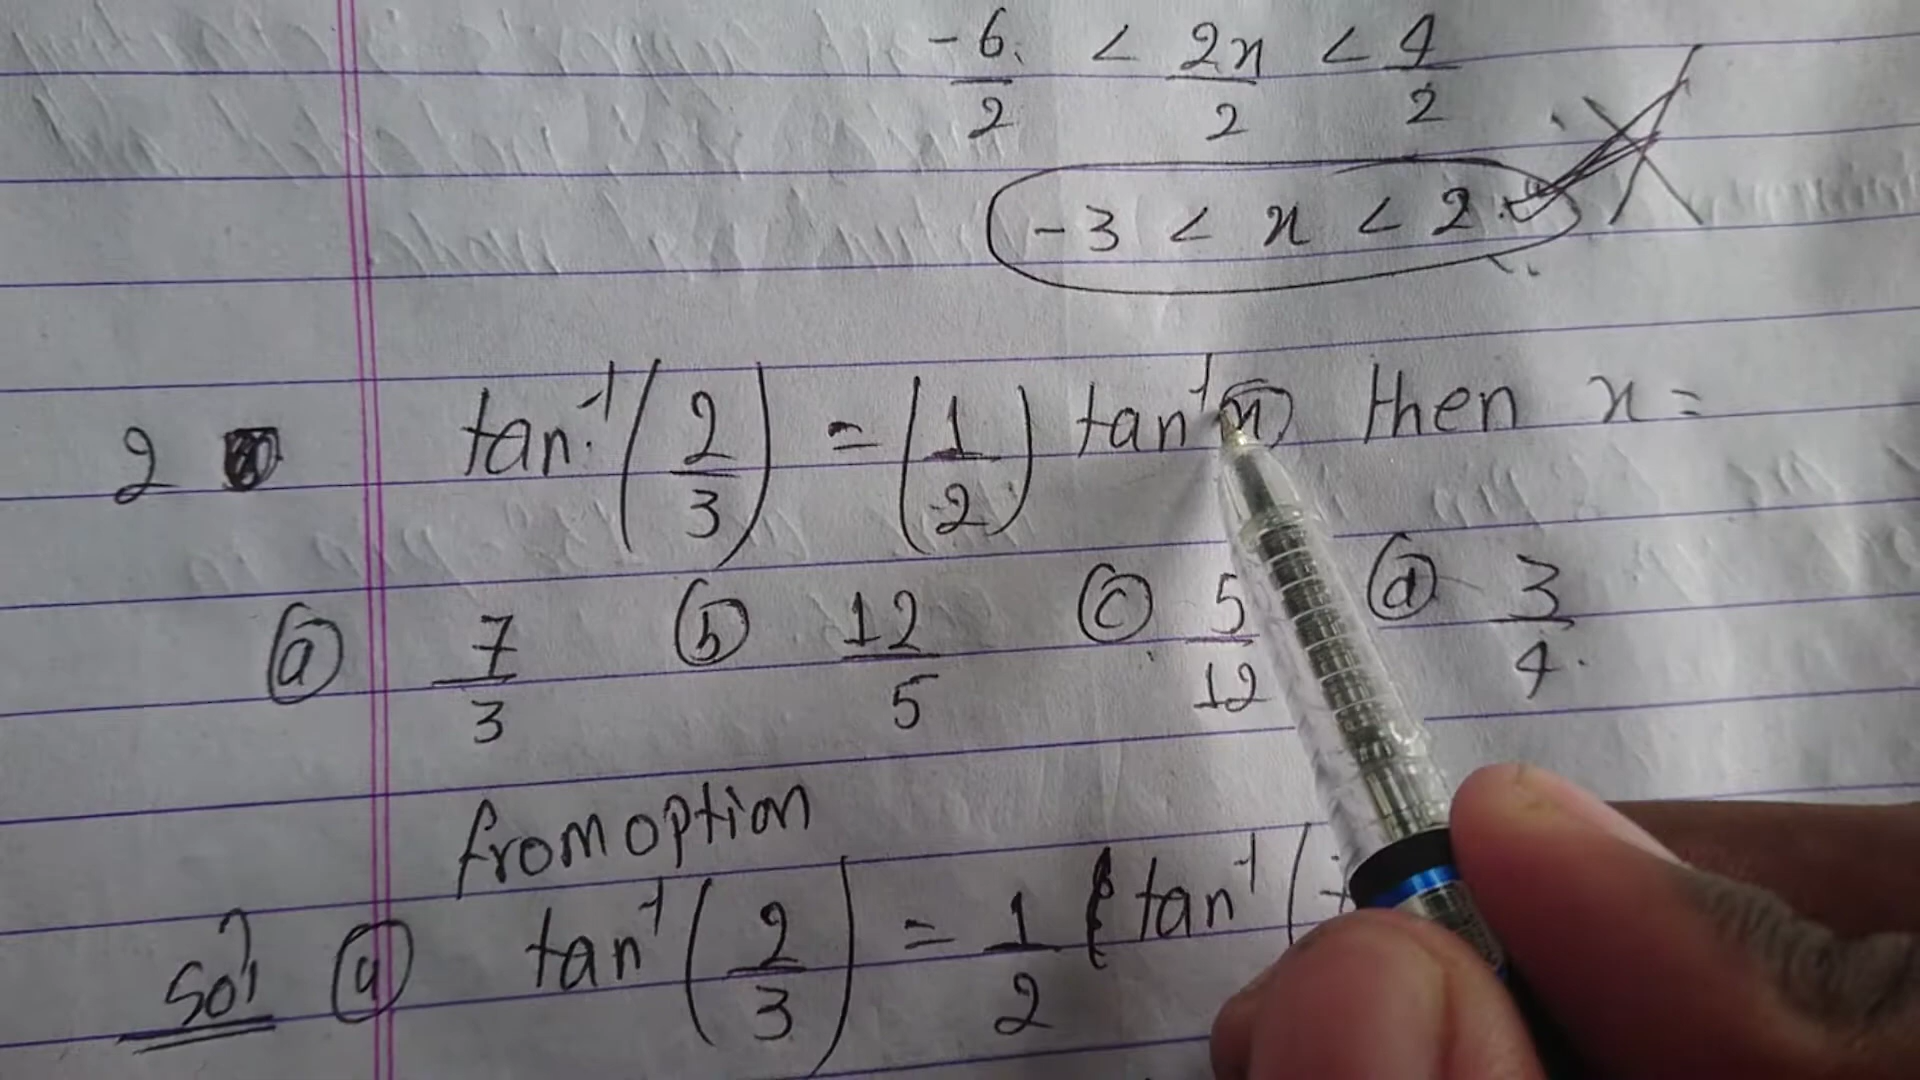 -6/2 < 2x/2 < 4/2
-3 < x < 2
2 tan⁻¹(2/3) = (1/2) tan⁻¹ x then x =
(a) 7/3 (b) 12/5 (c) 5/12 (d) 3/4.
from option
Sol (a) tan⁻¹(2/3) = 1/2 (tan⁻¹(